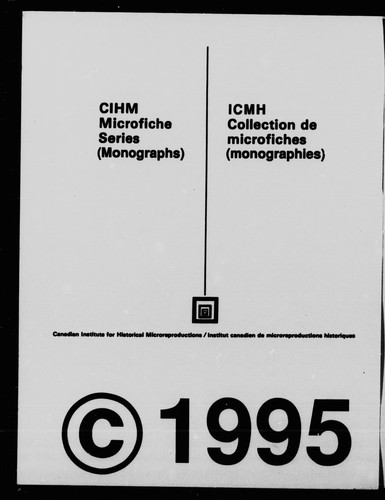 CIHM
Microfiche
Series
(Monographs)
ICMH
Collection de
microfiches
(monographies)
Canadian Institute for Historical Microreproductions / Institut canadien de microreproductions historiques
© 1995